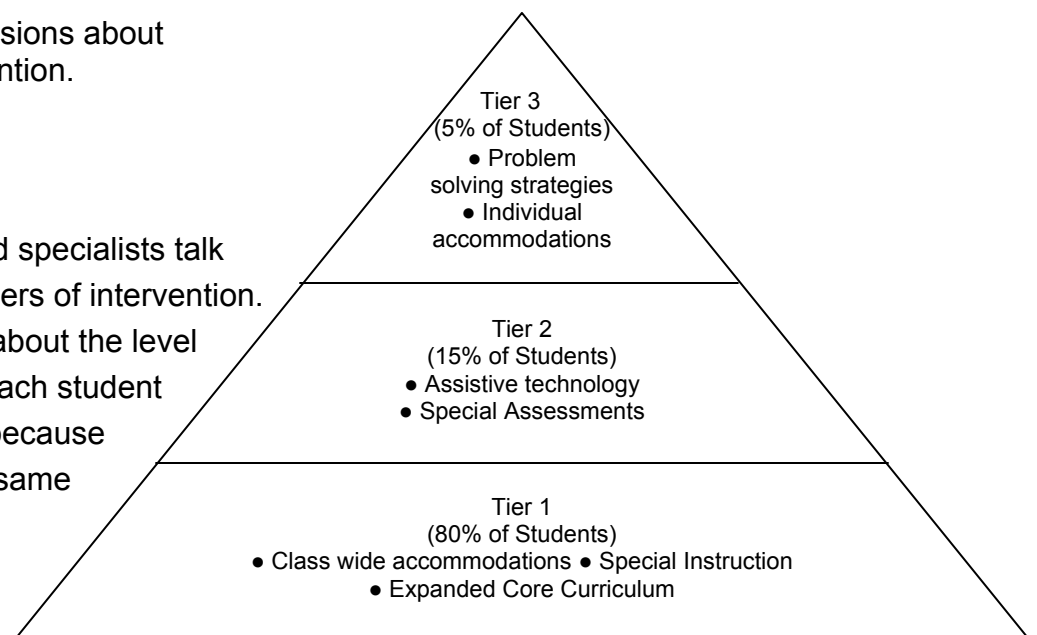 sions about
ntion.
d specialists talk
ers of intervention.
about the level
ach student
because
same
Tier 3
(5% of Students)
● Problem
solving strategies
● Individual
accommodations
Tier 2
(15% of Students)
● Assistive technology
● Special Assessments
Tier 1
(80% of Students)
● Class wide accommodations ● Special Instruction
● Expanded Core Curriculum